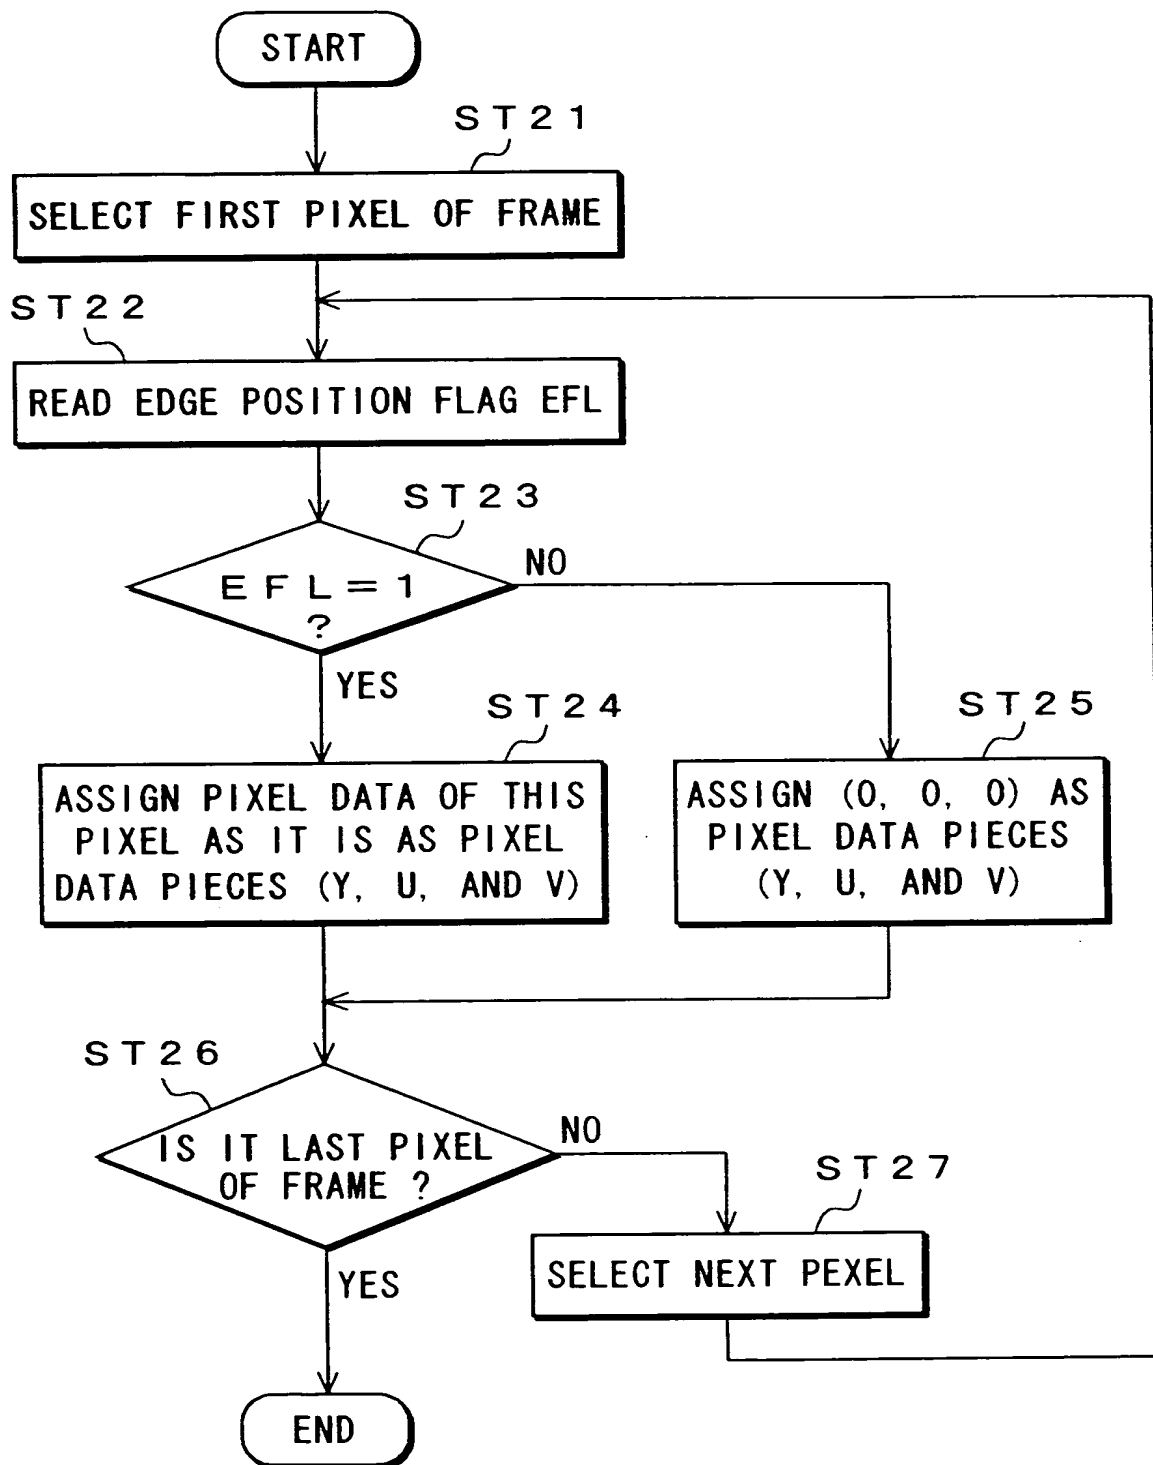 START
ST21
SELECT FIRST PIXEL OF FRAME
ST22
READ EDGE POSITION FLAG EFL
ST23
EFL=1
?
NO
YES
ST24
ASSIGN PIXEL DATA OF THIS
PIXEL AS IT IS AS PIXEL
DATA PIECES (Y, U, AND V)
ST25
ASSIGN (0, 0, 0) AS
PIXEL DATA PIECES
(Y, U, AND V)
ST26
IS IT LAST PIXEL
OF FRAME ?
NO
YES
ST27
SELECT NEXT PEXEL
END